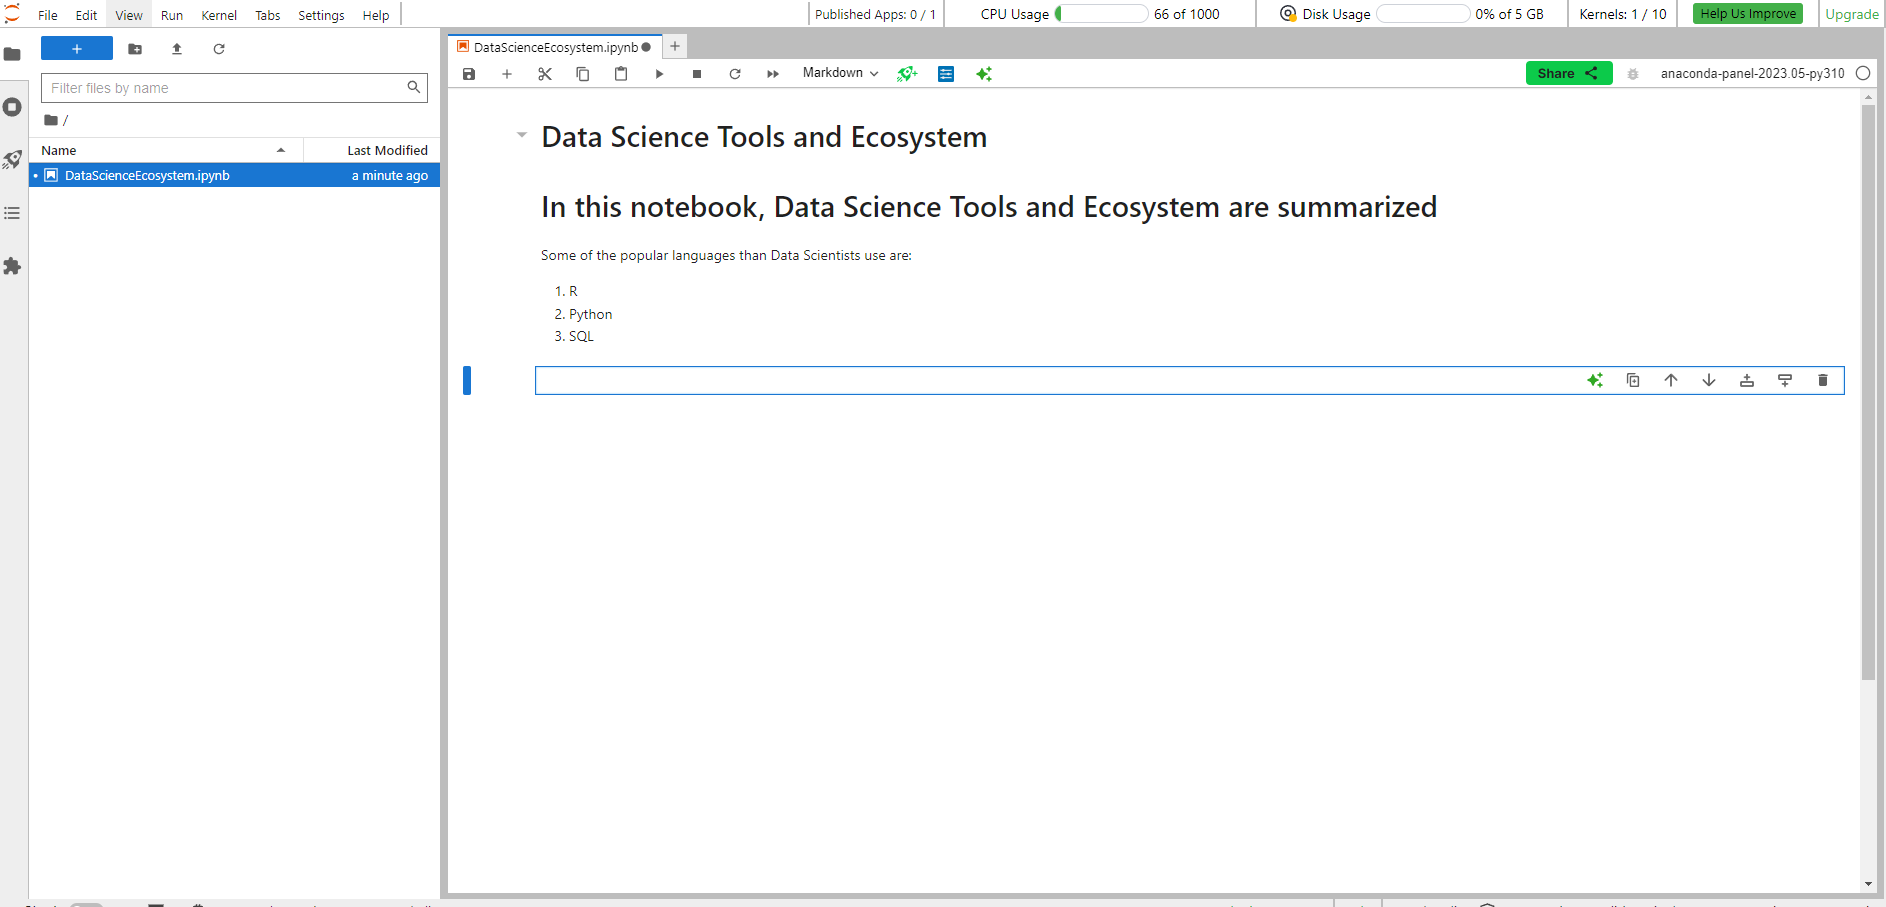 File Edit View Run Kernel Tabs Settings Help
Published Apps: 0 / 1 CPU Usage 66 of 1000 Disk Usage 0% of 5 GB Kernels: 1 / 10 Help Us Improve Upgrade
DataScienceEcosystem.ipynb
Markdown
Share
anaconda-panel-2023.05-py310
Filter files by name
/
Name Last Modified
DataScienceEcosystem.ipynb a minute ago
Data Science Tools and Ecosystem
In this notebook, Data Science Tools and Ecosystem are summarized
Some of the popular languages than Data Scientists use are:
1. R
2. Python
3. SQL